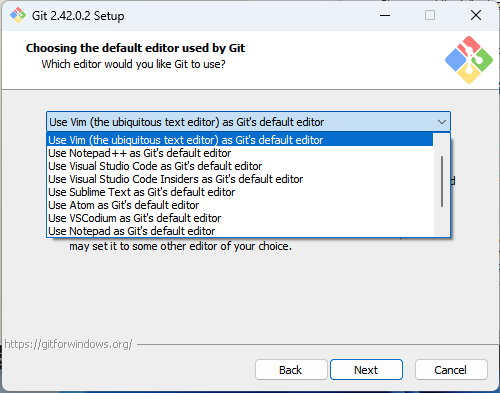 Git 2.42.0.2 Setup
Choosing the default editor used by Git
Which editor would you like Git to use?
Use Vim (the ubiquitous text editor) as Git's default editor
Use Vim (the ubiquitous text editor) as Git's default editor
Use Notepad++ as Git's default editor
Use Visual Studio Code as Git's default editor
Use Visual Studio Code Insiders as Git's default editor
Use Sublime Text as Git's default editor
Use Atom as Git's default editor
Use VSCodium as Git's default editor
Use Notepad as Git's default editor
may set it to some other editor of your choice.
https://gitforwindows.org/
Back
Next
Cancel